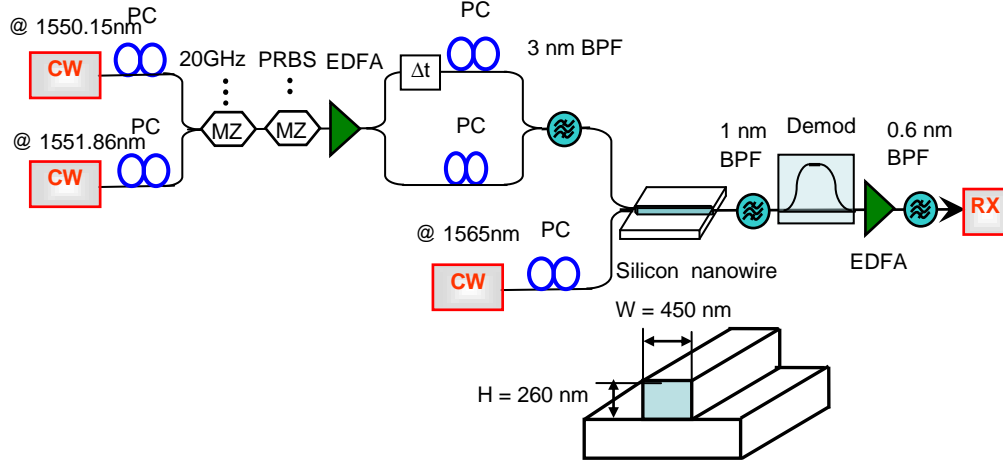 PC
@ 1550.15nm
CW
20GHz
PRBS
EDFA
PC
3 nm BPF
Δt
MZ
MZ
PC
@ 1551.86nm
CW
PC
1 nm
BPF
Demod
0.6 nm
BPF
RX
EDFA
@ 1565nm
PC
CW
Silicon nanowire
W = 450 nm
H = 260 nm